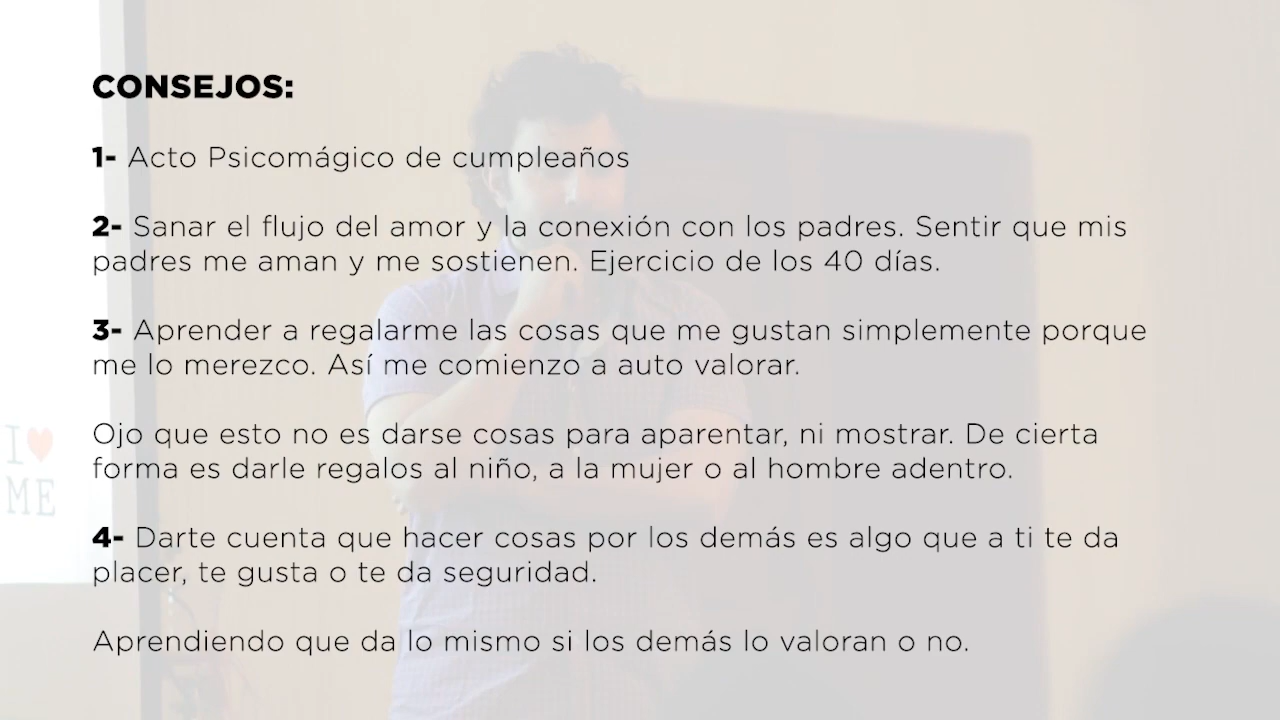 CONSEJOS:
1- Acto Psicomágico de cumpleaños
2- Sanar el flujo del amor y la conexión con los padres. Sentir que mis
padres me aman y me sostienen. Ejercicio de los 40 días.
3- Aprender a regalarme las cosas que me gustan simplemente porque
me lo merezco. Así me comienzo a auto valorar.
Ojo que esto no es darse cosas para aparentar, ni mostrar. De cierta
forma es darle regalos al niño, a la mujer o al hombre adentro.
I❤
ME
4- Darte cuenta que hacer cosas por los demás es algo que a ti te da
placer, te gusta o te da seguridad.
Aprendiendo que da lo mismo si los demás lo valoran o no.